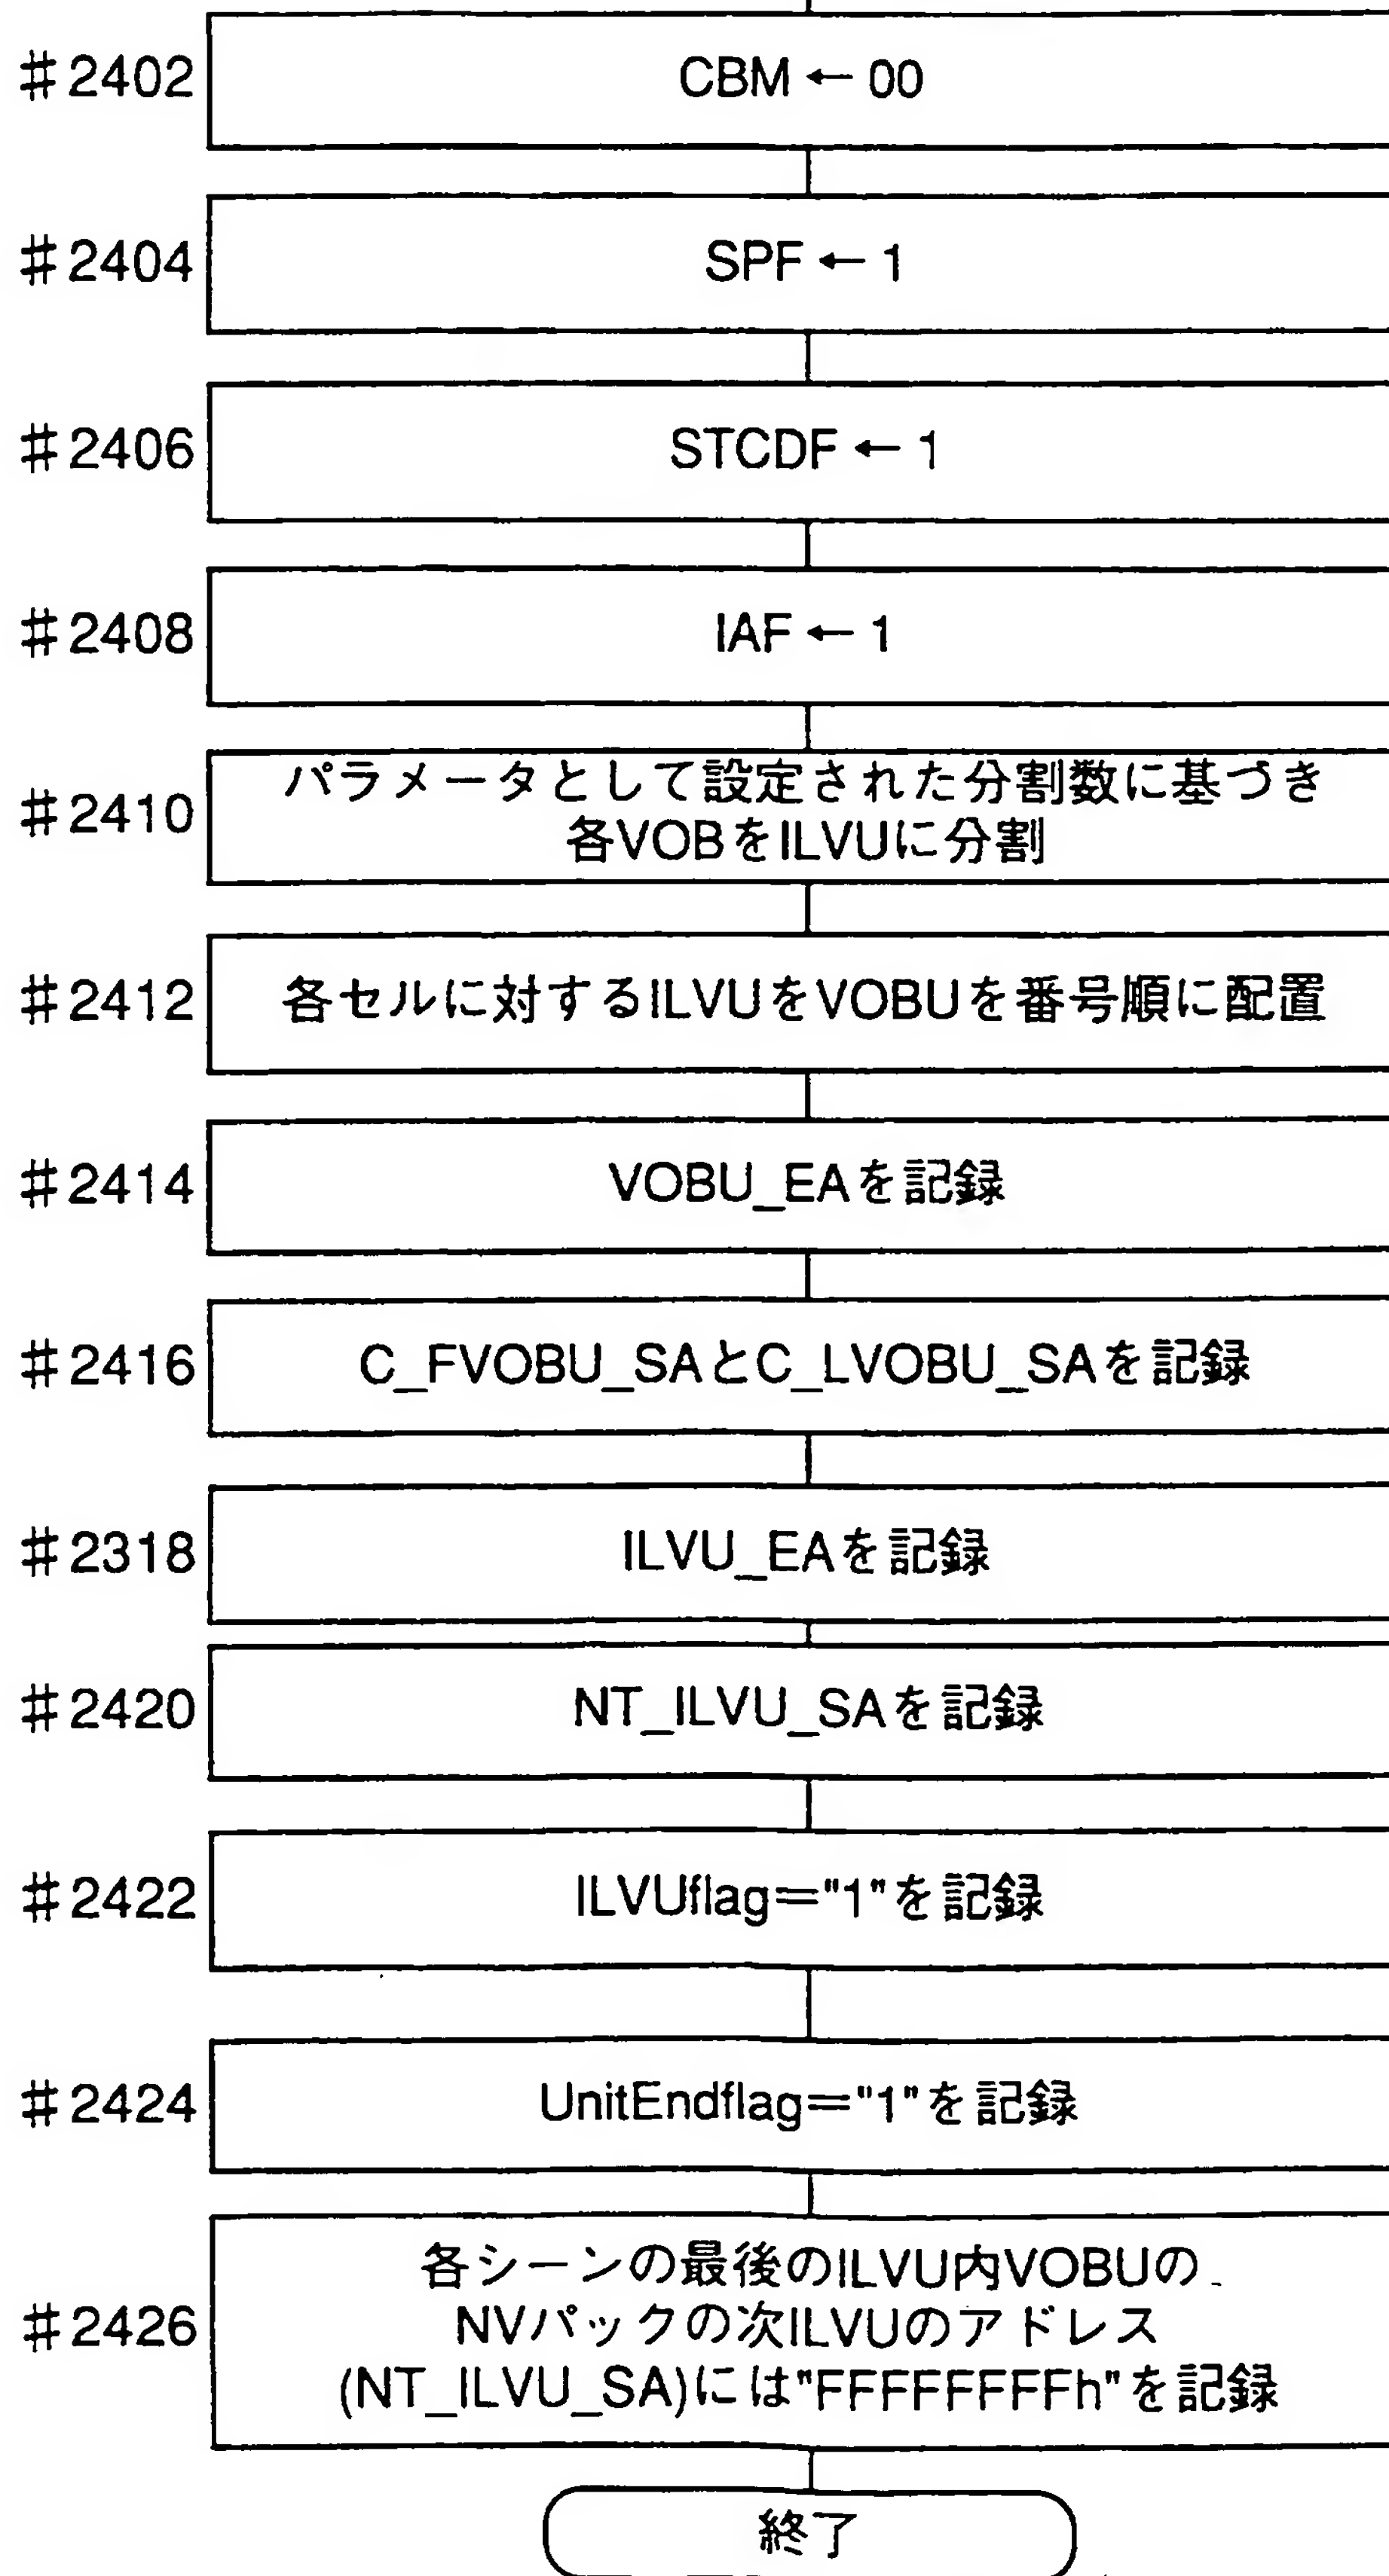 #2402 CBM ← 00
#2404 SPF ← 1
#2406 STCDF ← 1
#2408 IAF ← 1
#2410 パラメータとして設定された分割数に基づき
各VOBをILVUに分割
#2412 各セルに対するILVUをVOBUを番号順に配置
#2414 VOBU_EAを記録
#2416 C_FVOBU_SAとC_LVOBU_SAを記録
#2318 ILVU_EAを記録
#2420 NT_ILVU_SAを記録
#2422 ILVUflag="1"を記録
#2424 UnitEndflag="1"を記録
#2426 各シーンの最後のILVU内VOBUの
NVパックの次ILVUのアドレス
(NT_ILVU_SA)には"FFFFFFFFh"を記録
終了